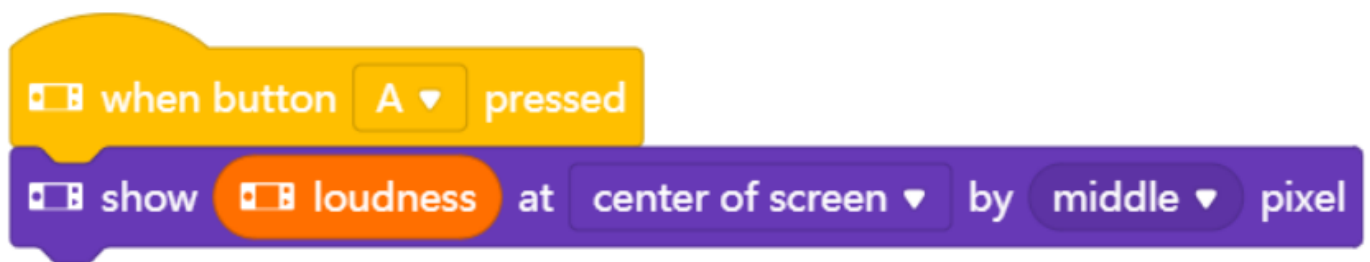 when button A pressed
show loudness at center of screen by middle pixel